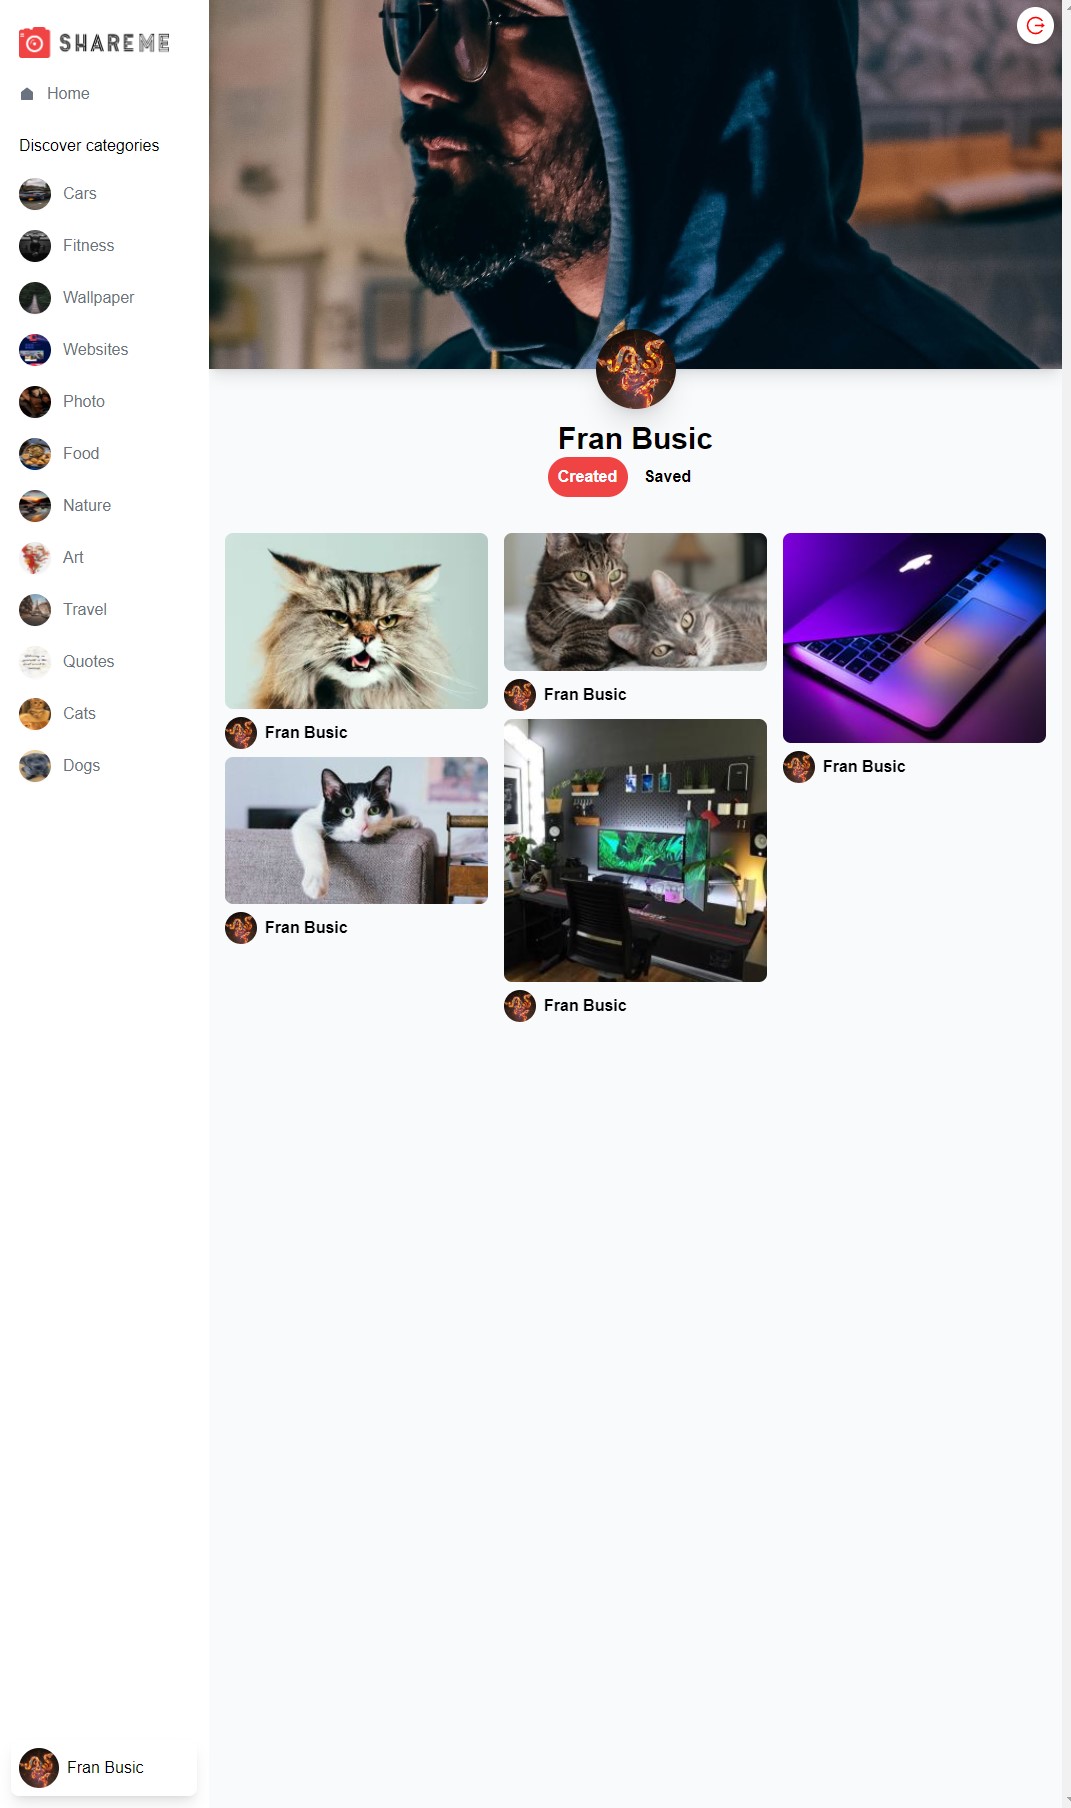 SHAREME
Home
Discover categories
Cars
Fitness
Wallpaper
Websites
Photo
Food
Nature
Art
Travel
Quotes
Cats
Dogs
Fran Busic
Fran Busic
Created Saved
Fran Busic
Fran Busic
Fran Busic
Fran Busic
Fran Busic